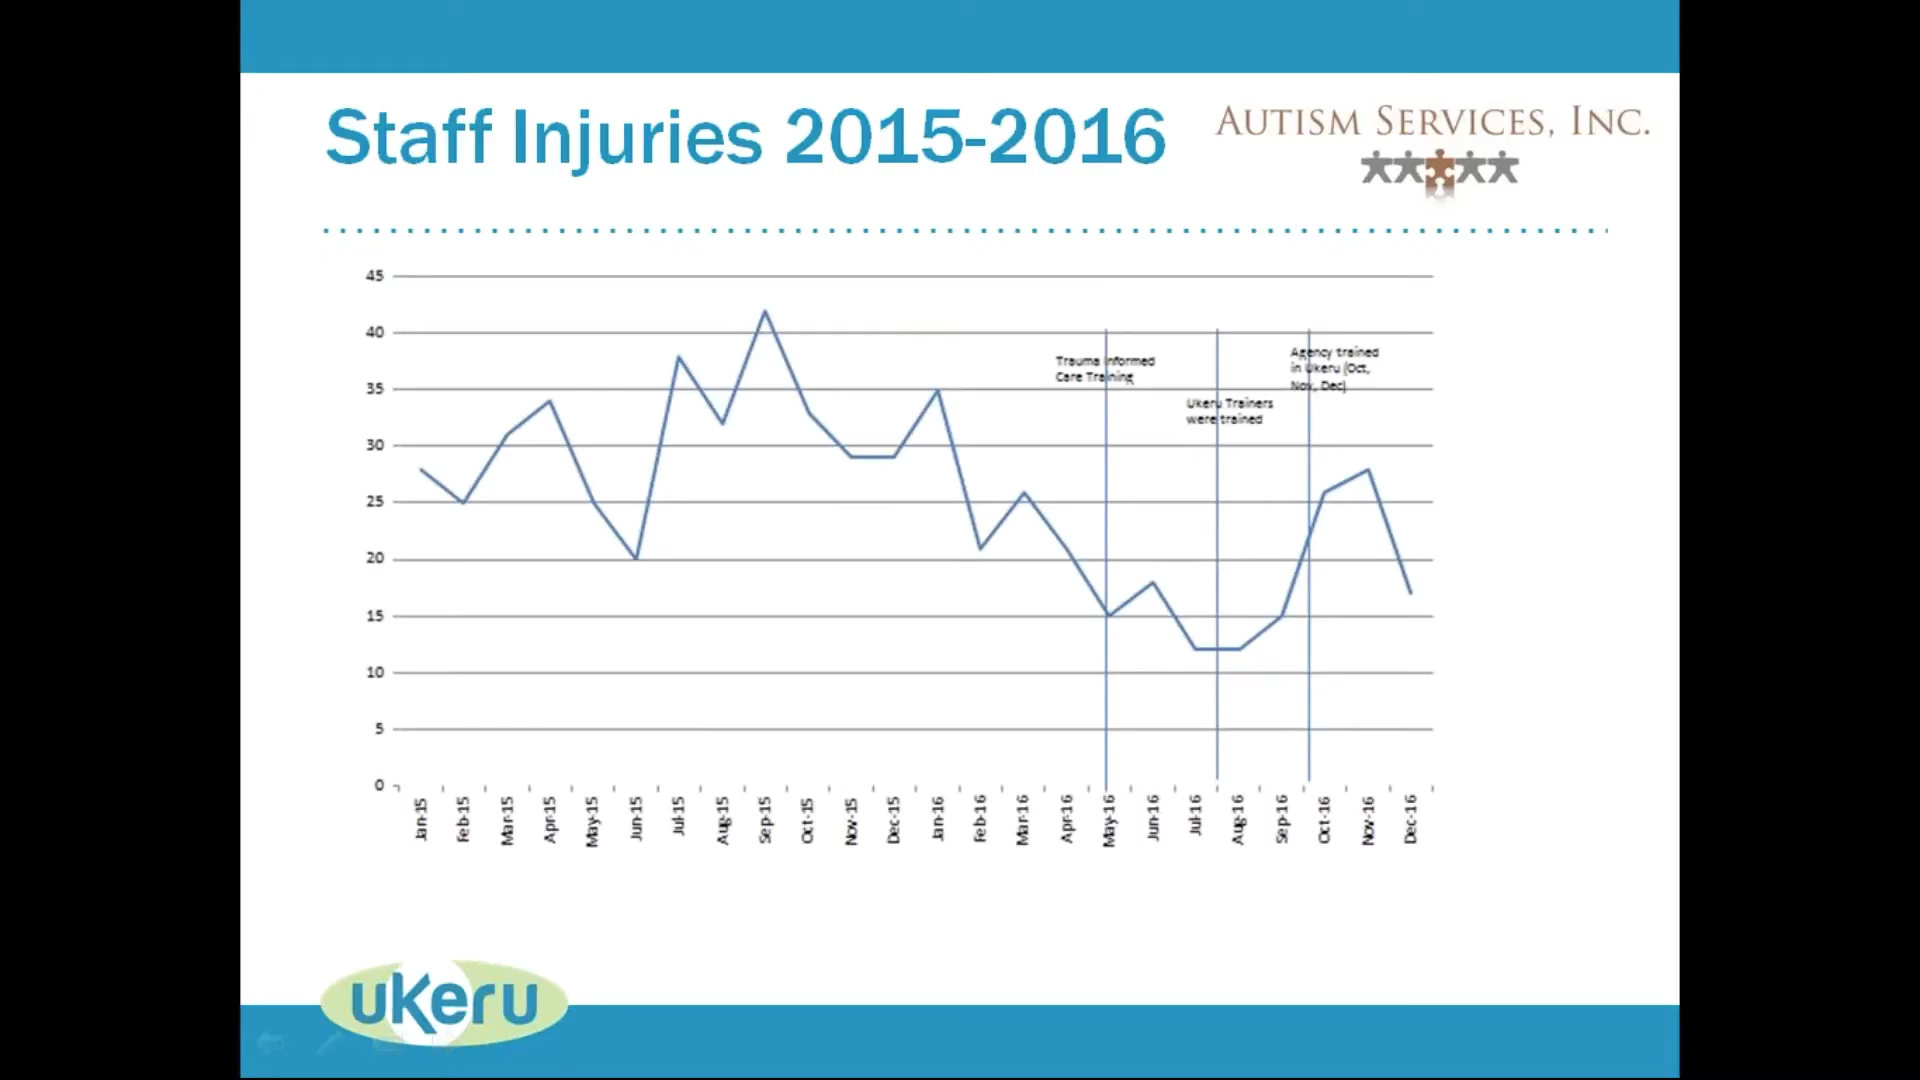 Staff Injuries 2015-2016
AUTISM SERVICES, INC.
45
40
35
30
25
20
15
10
5
0
Trauma Informed
Care Training
Ukeru Trainers
were trained
Agency trained
in Ukeru (Oct,
Nov, Dec)
Jan-15
Feb-15
Mar-15
Apr-15
May-15
Jun-15
Jul-15
Aug-15
Sep-15
Oct-15
Nov-15
Dec-15
Jan-16
Feb-16
Mar-16
Apr-16
May-16
Jun-16
Jul-16
Aug-16
Sep-16
Oct-16
Nov-16
Dec-16
uKeru